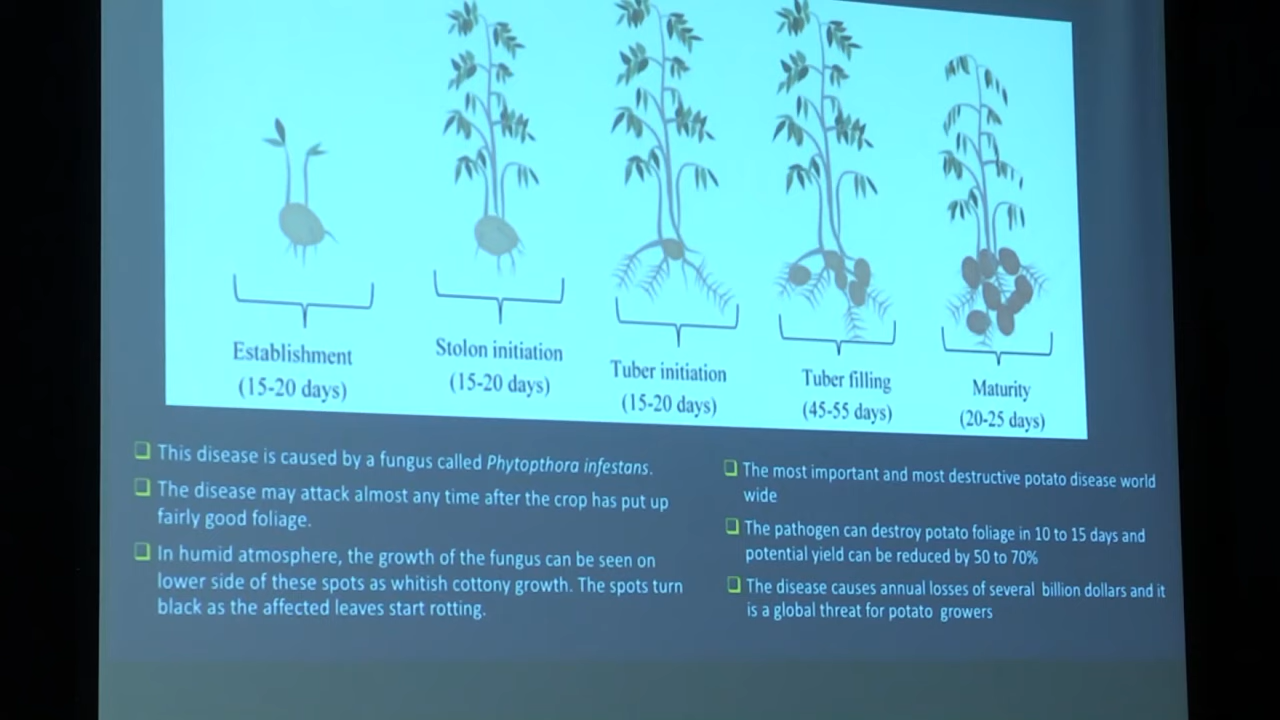 Establishment
(15-20 days)
Stolon initiation
(15-20 days)
Tuber initiation
(15-20 days)
Tuber filling
(45-55 days)
Maturity
(20-25 days)
❑ This disease is caused by a fungus called Phytopthora infestans.
❑ The disease may attack almost any time after the crop has put up
fairly good foliage.
❑ In humid atmosphere, the growth of the fungus can be seen on
lower side of these spots as whitish cottony growth. The spots turn
black as the affected leaves start rotting.
❑ The most important and most destructive potato disease world
wide
❑ The pathogen can destroy potato foliage in 10 to 15 days and
potential yield can be reduced by 50 to 70%
❑ The disease causes annual losses of several billion dollars and it
is a global threat for potato growers